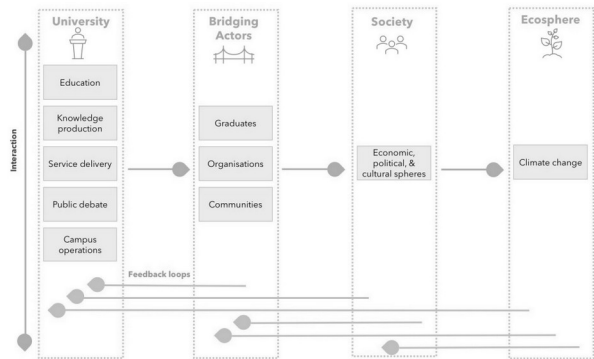 University
Bridging
Actors
Society
Ecosphere
Interaction
Education
Knowledge
production
Service delivery
Public debate
Campus
operations
Graduates
Organisations
Communities
Economic,
political, &
cultural spheres
Climate change
Feedback loops